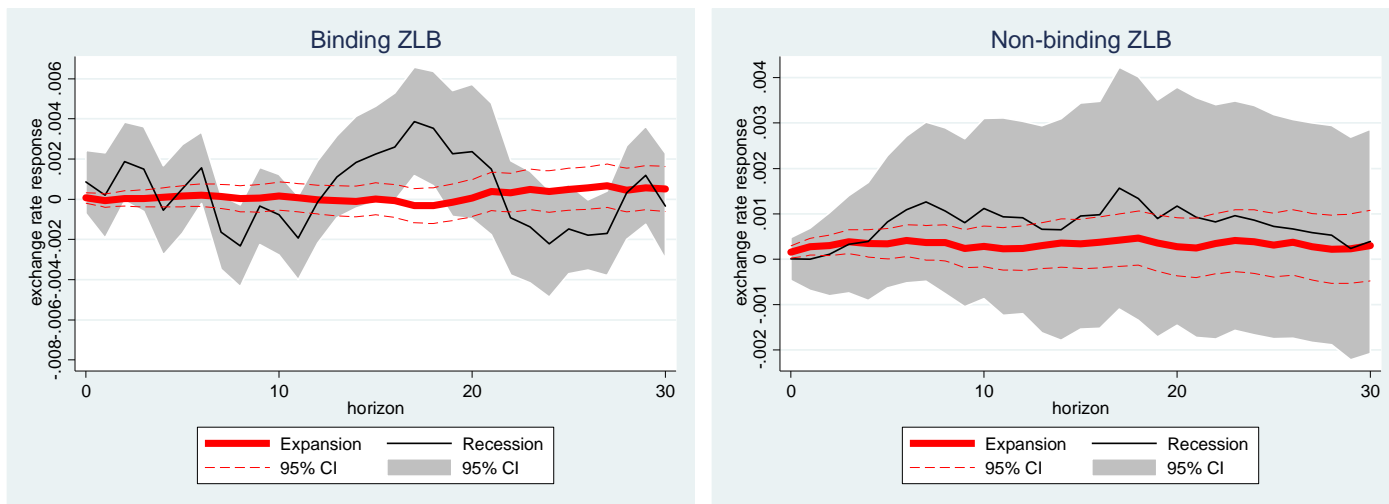 Binding ZLB
exchange rate response
.006
.004
.002
0
-.002
-.004
-.006
-.008
0
10
20
30
horizon
Expansion
Recession
95% CI
95% CI
Non-binding ZLB
exchange rate response
.004
.003
.002
.001
0
-.001
-.002
0
10
20
30
horizon
Expansion
Recession
95% CI
95% CI